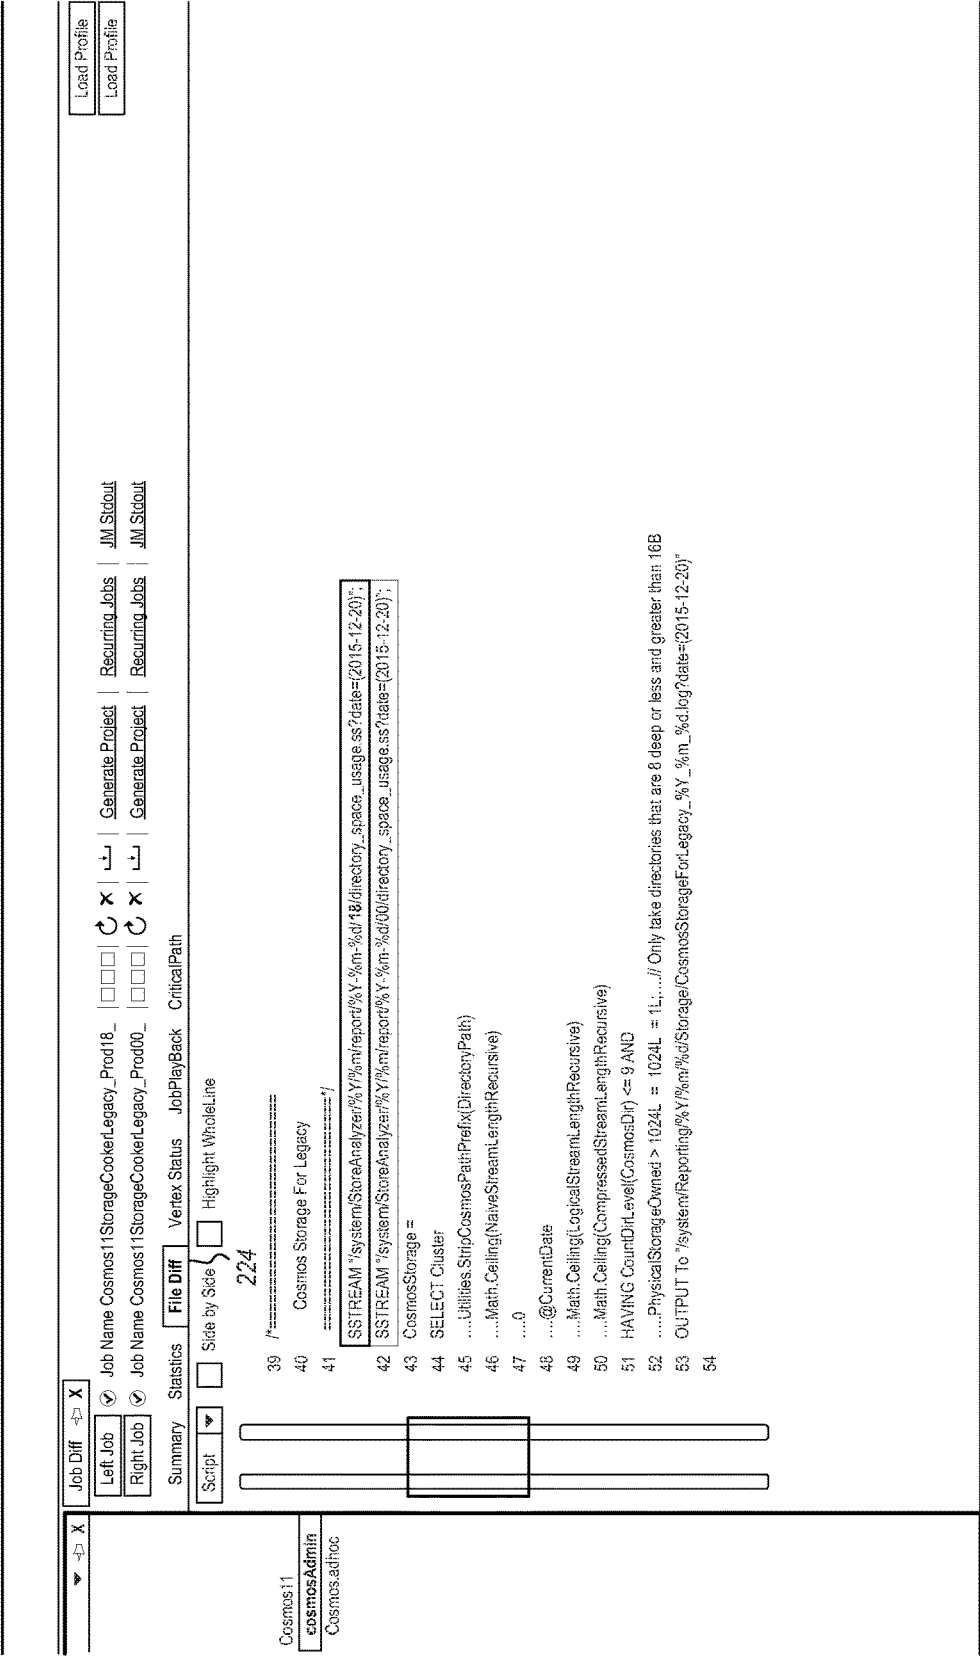 ▼ X
Cosmos11
cosmosAdmin
Cosmos.adhoc
Job Diff X
Left Job Job Name Cosmos11StorageCookerLegacy_Prod18_ Generate Project Recurring Jobs JM Stdout Load Profile
Right Job Job Name Cosmos11StorageCookerLegacy_Prod00_ Generate Project Recurring Jobs JM Stdout Load Profile
Summary Statstics File Diff Vertex Status JobPlayBack CriticalPath
Script Side by Side Highlight WholeLine
224
39 /*==============================
40 Cosmos Storage For Legacy
41 ==============================*/
SSTREAM "/system/StoreAnalyzer/%Y/%m/report/%Y-%m-%d/18/directory_space_usage.ss?date=(2015-12-20)";
42 SSTREAM "/system/StoreAnalyzer/%Y/%m/report/%Y-%m-%d/00/directory_space_usage.ss?date=(2015-12-20)";
43 CosmosStorage =
44 SELECT Cluster
45 ....Utilities.StripCosmosPathPrefix(DirectoryPath)
46 ....Math.Ceiling(NaiveStreamLengthRecursive)
47 ....0
48 ....@CurrentDate
49 ....Math.Ceiling(LogicalStreamLengthRecursive)
50 ....Math.Ceiling(CompressedStreamLengthRecursive)
51 HAVING CountDirLevel(CosmosDir) <= 9 AND
52 ....PhysicalStorageOwned > 1024L = 1024L = 1L;....// Only take directories that are 8 deep or less and greater than 16B
53 OUTPUT To "/system/Reporting/%Y/%m/%d/Storage/CosmosStorageForLegacy_%Y_%m_%d.log?date=(2015-12-20)"
54